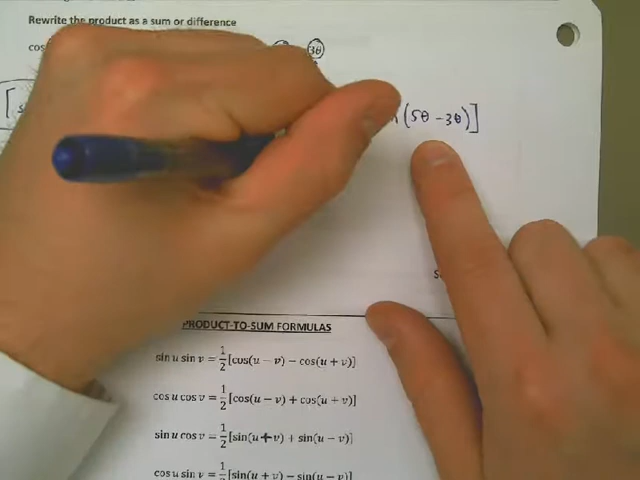 Rewrite the product as a sum or difference
cos 3θ
[ (5θ - 3θ)]
PRODUCT-TO-SUM FORMULAS
sin u sin v = 1/2 [cos(u − v) − cos(u + v)]
cos u cos v = 1/2 [cos(u − v) + cos(u + v)]
sin u cos v = 1/2 [sin(u + v) + sin(u − v)]
cos u sin v = 1/2 [sin(u + v) − sin(u − v)]